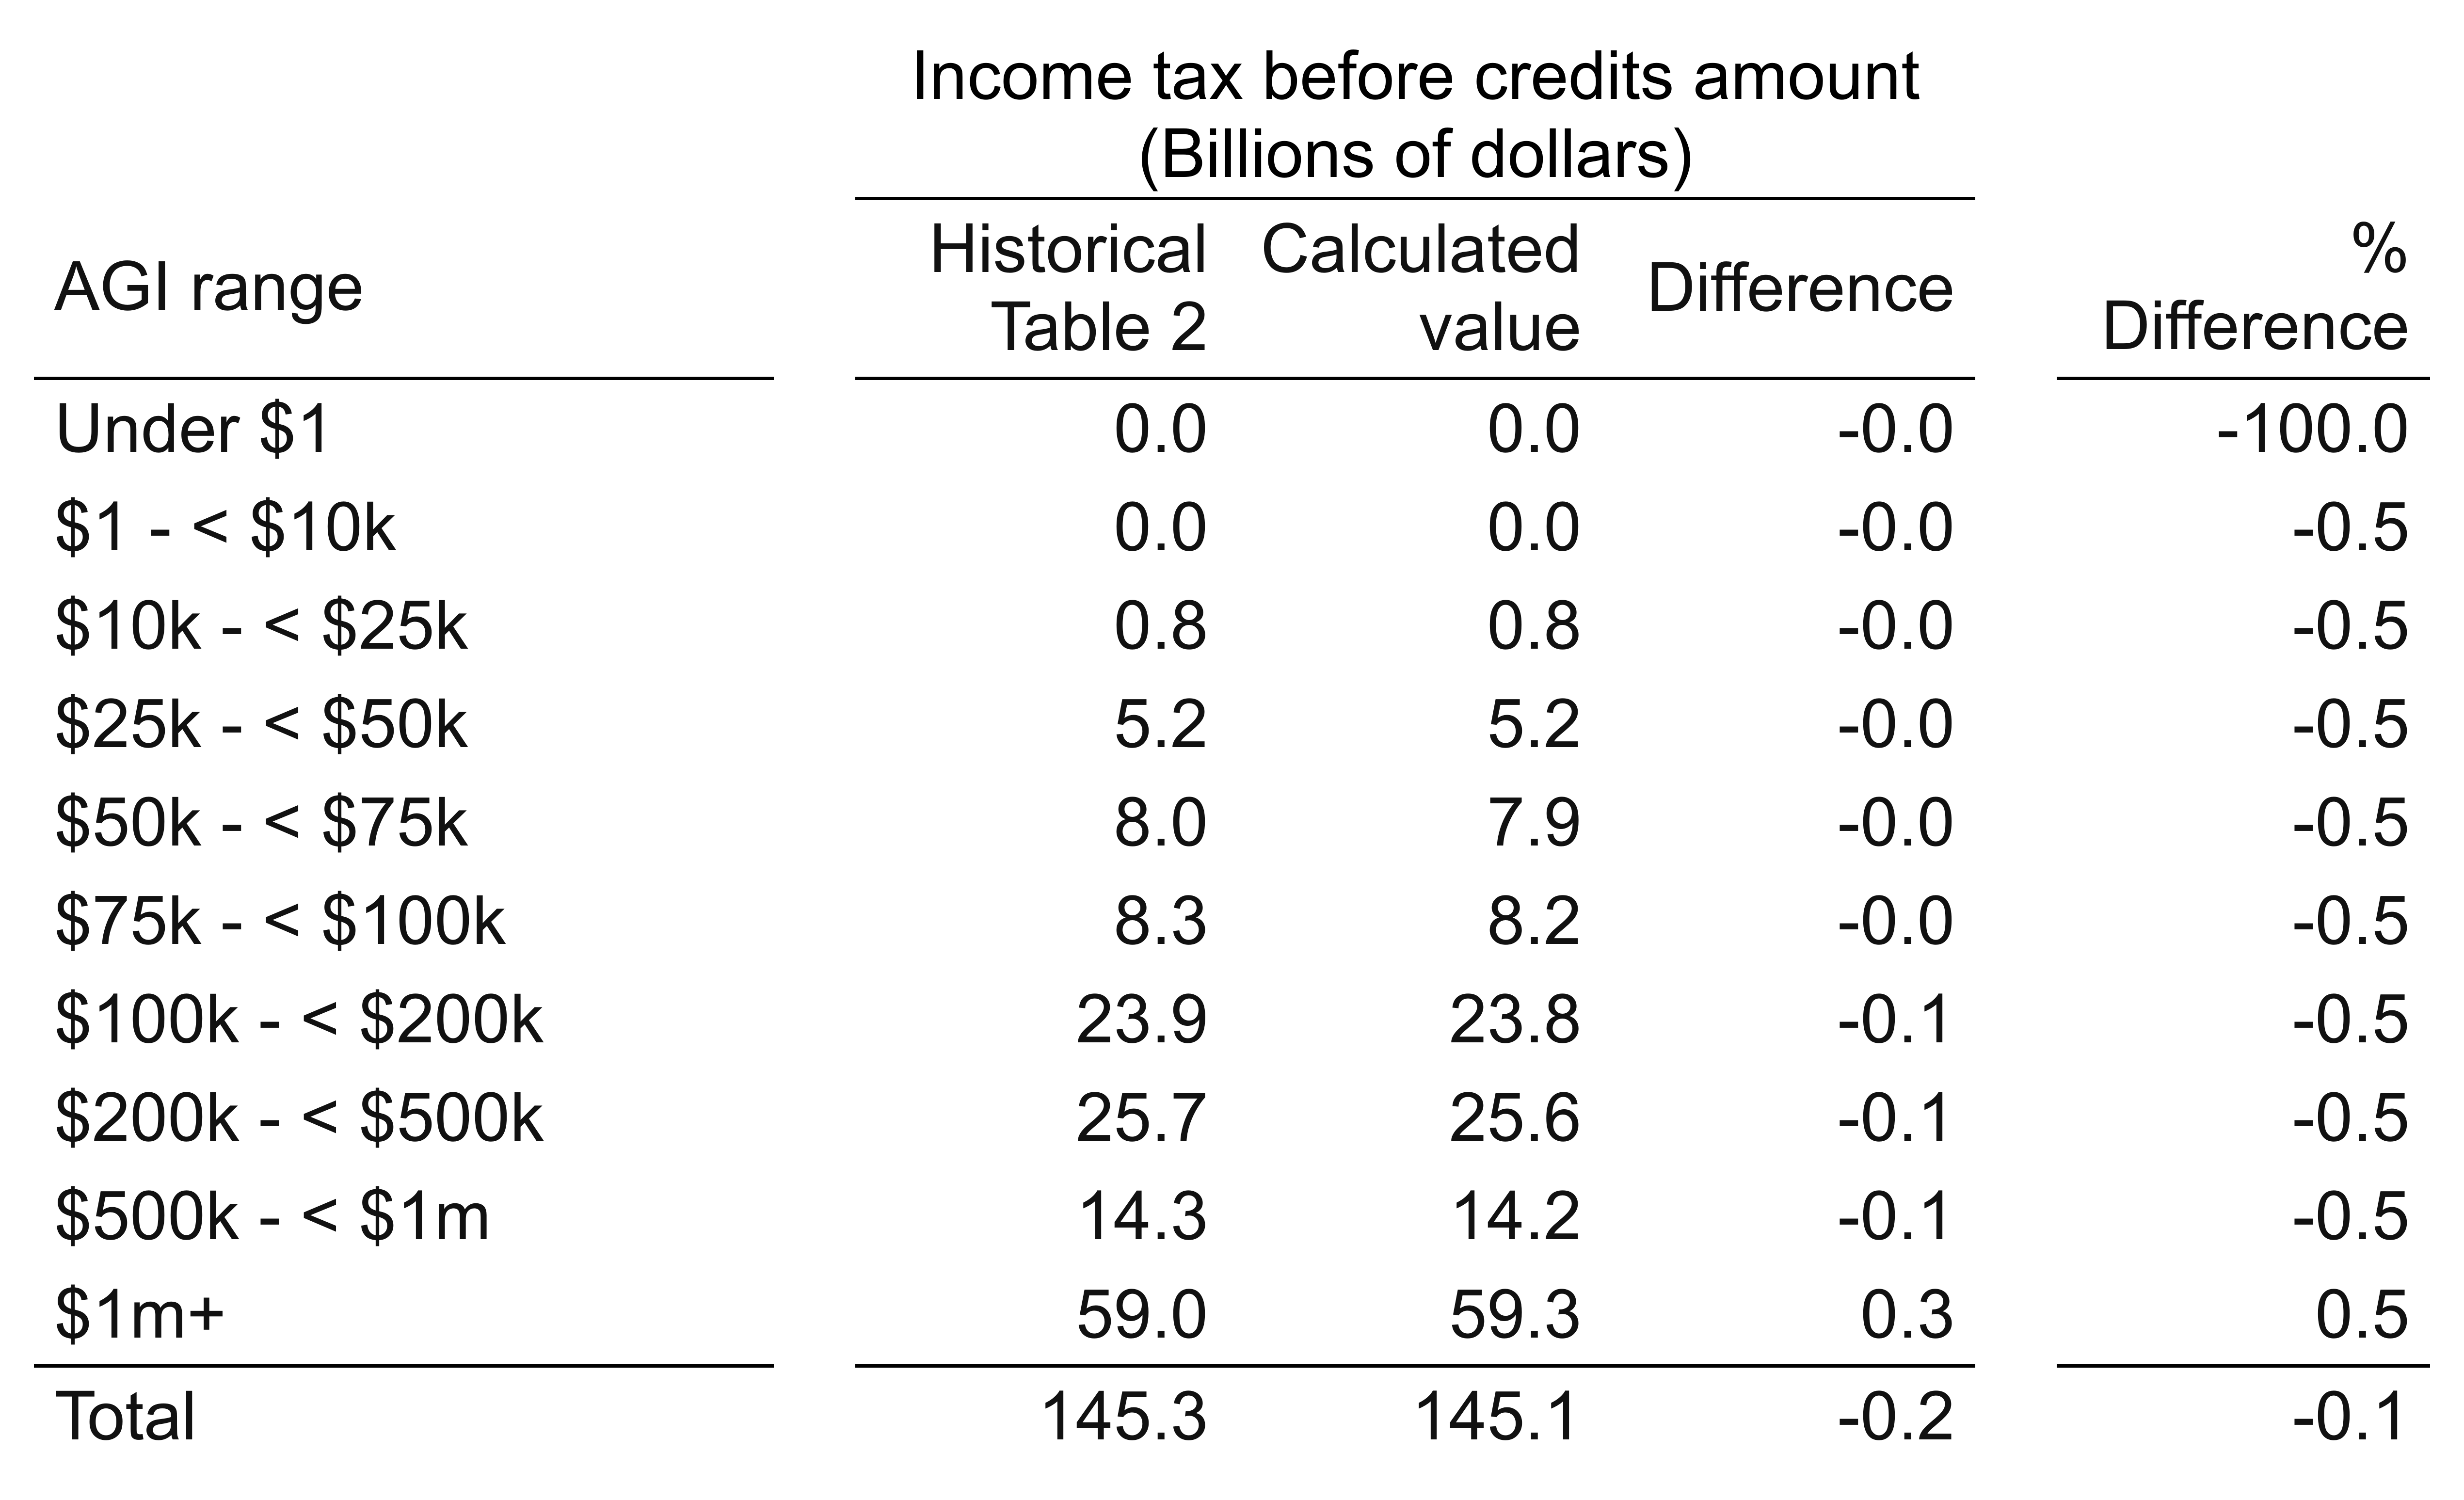 Income tax before credits amount
(Billions of dollars)
AGI range Historical Table 2 Calculated value Difference % Difference
Under $1 0.0 0.0 -0.0 -100.0
$1 - < $10k 0.0 0.0 -0.0 -0.5
$10k - < $25k 0.8 0.8 -0.0 -0.5
$25k - < $50k 5.2 5.2 -0.0 -0.5
$50k - < $75k 8.0 7.9 -0.0 -0.5
$75k - < $100k 8.3 8.2 -0.0 -0.5
$100k - < $200k 23.9 23.8 -0.1 -0.5
$200k - < $500k 25.7 25.6 -0.1 -0.5
$500k - < $1m 14.3 14.2 -0.1 -0.5
$1m+ 59.0 59.3 0.3 0.5
Total 145.3 145.1 -0.2 -0.1